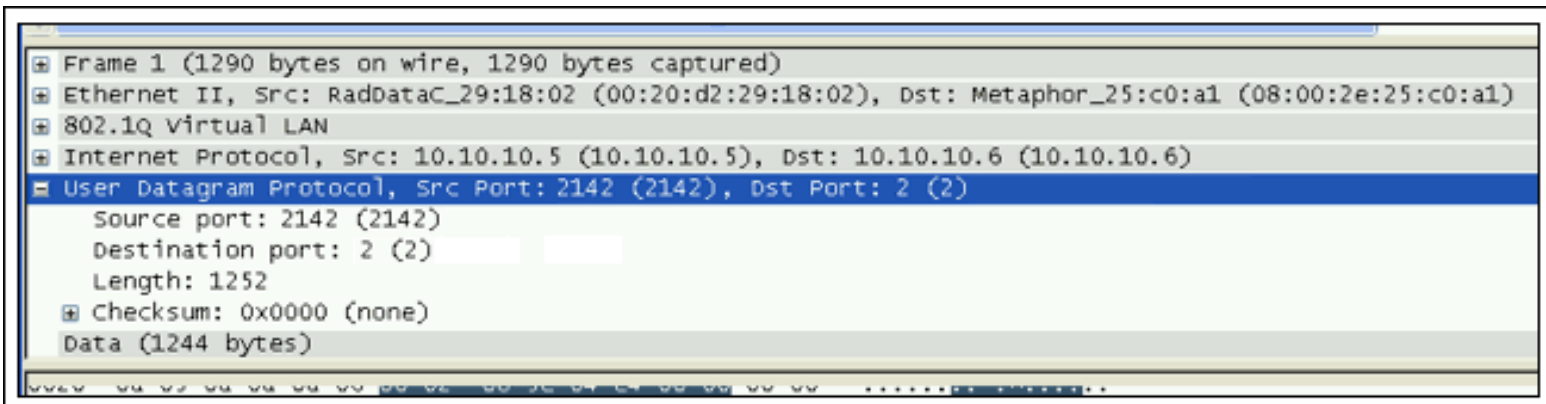 Frame 1 (1290 bytes on wire, 1290 bytes captured)
Ethernet II, Src: RadDataC_29:18:02 (00:20:d2:29:18:02), Dst: Metaphor_25:c0:a1 (08:00:2e:25:c0:a1)
802.1Q Virtual LAN
Internet Protocol, Src: 10.10.10.5 (10.10.10.5), Dst: 10.10.10.6 (10.10.10.6)
User Datagram Protocol, Src Port: 2142 (2142), Dst Port: 2 (2)
Source port: 2142 (2142)
Destination port: 2 (2)
Length: 1252
Checksum: 0x0000 (none)
Data (1244 bytes)